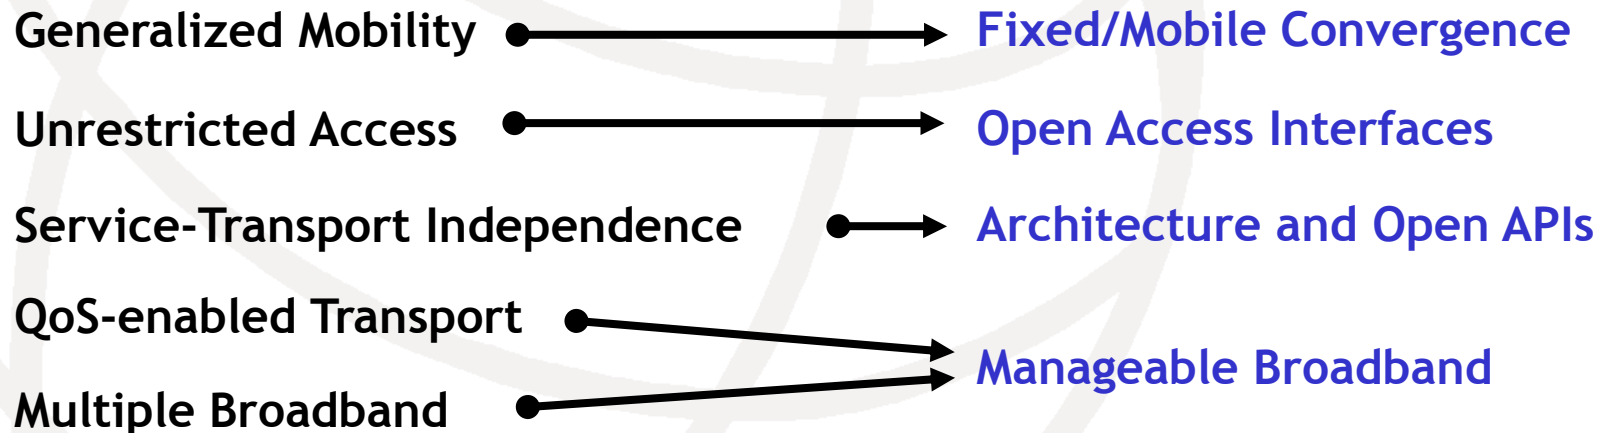 Generalized Mobility
Fixed/Mobile Convergence
Unrestricted Access
Open Access Interfaces
Service-Transport Independence
Architecture and Open APIs
QoS-enabled Transport
Manageable Broadband
Multiple Broadband